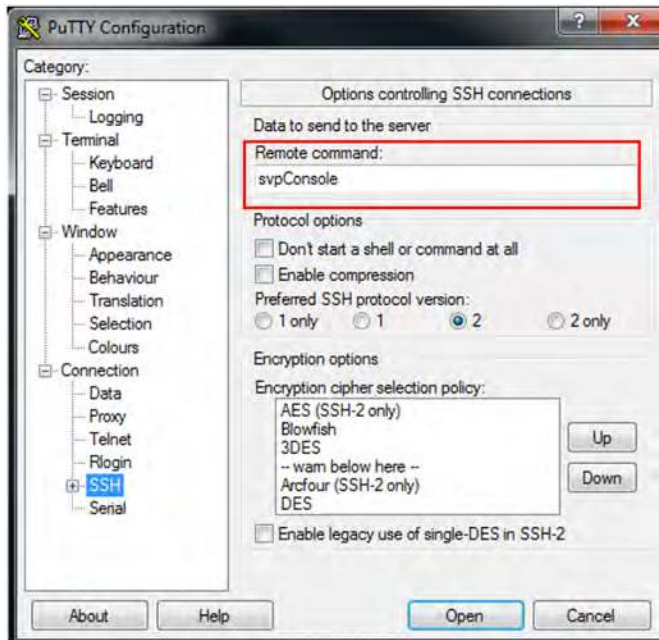 PuTTY Configuration
Category:
Session
Logging
Terminal
Keyboard
Bell
Features
Window
Appearance
Behaviour
Translation
Selection
Colours
Connection
Data
Proxy
Telnet
Rlogin
SSH
Serial
Options controlling SSH connections
Data to send to the server
Remote command:
svpConsole
Protocol options
Don't start a shell or command at all
Enable compression
Preferred SSH protocol version:
1 only 1 2 2 only
Encryption options
Encryption cipher selection policy:
AES (SSH-2 only)
Blowfish
3DES
-- warn below here --
Arcfour (SSH-2 only)
DES
Up
Down
Enable legacy use of single-DES in SSH-2
About Help Open Cancel